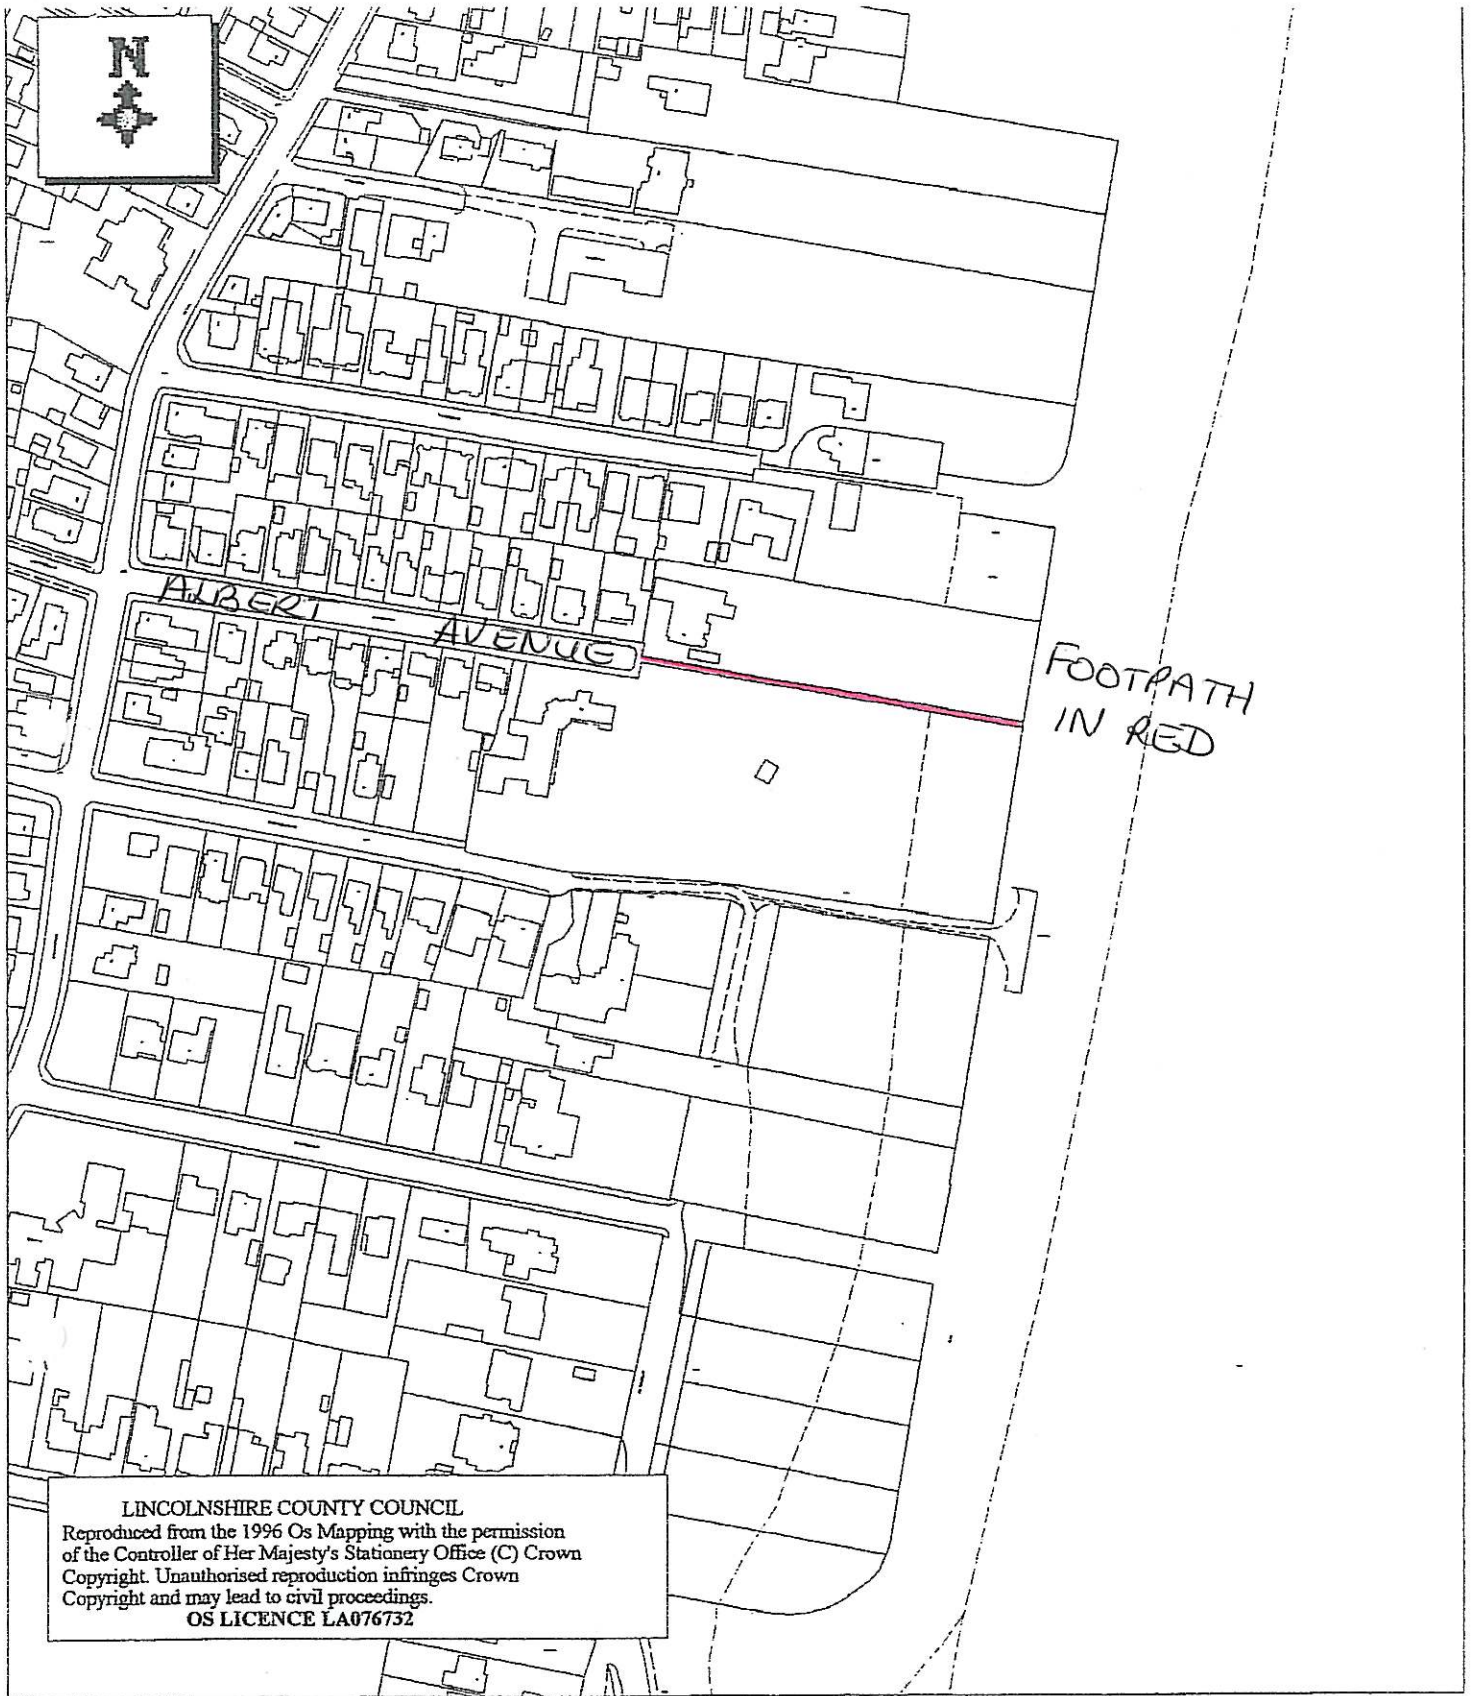 N
ALBERT AVENUE
FOOTPATH
IN RED
LINCOLNSHIRE COUNTY COUNCIL
Reproduced from the 1996 Os Mapping with the permission
of the Controller of Her Majesty's Stationery Office (C) Crown
Copyright. Unauthorised reproduction infringes Crown
Copyright and may lead to civil proceedings.
OS LICENCE LA076732